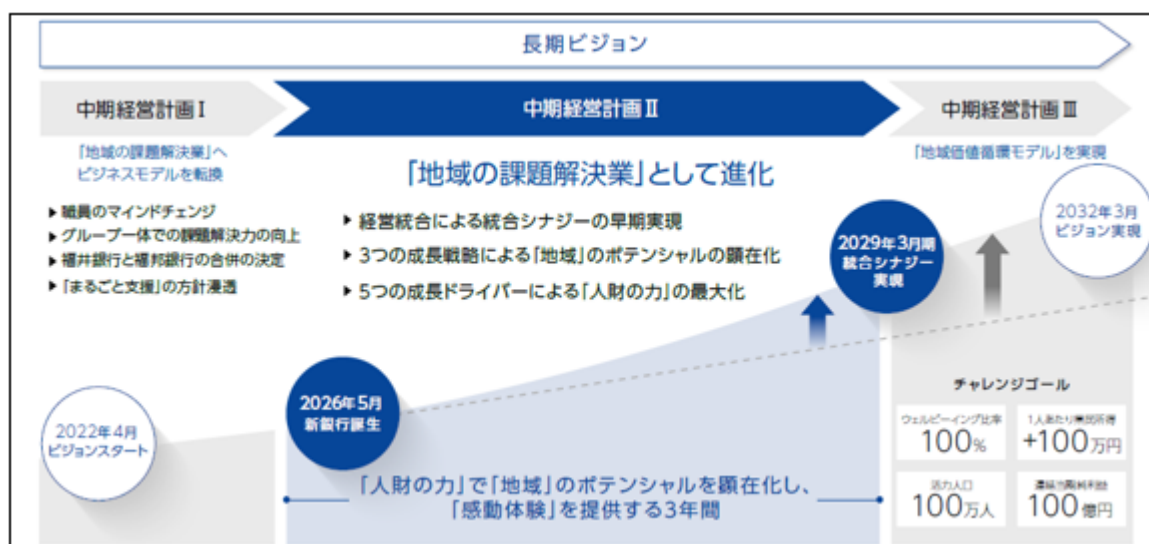 長期ビジョン
中期経営計画Ⅰ
「地域の課題解決業」へ
ビジネスモデルを転換
▶ 職員のマインドチェンジ
▶ グループ一体での課題解決力の向上
▶ 福井銀行と福邦銀行の合併の決定
▶ 「まるごと支援」の方針浸透
2022年4月
ビジョンスタート
中期経営計画Ⅱ
「地域の課題解決業」として進化
▶ 経営統合による統合シナジーの早期実現
▶ 3つの成長戦略による「地域」のポテンシャルの顕在化
▶ 5つの成長ドライバーによる「人財の力」の最大化
2026年5月
新銀行誕生
2029年3月期
統合シナジー
実現
「人財の力」で「地域」のポテンシャルを顕在化し、
「感動体験」を提供する3年間
中期経営計画Ⅲ
「地域価値循環モデル」を実現
2032年3月
ビジョン実現
チャレンジゴール
ウェルビーイング比率
100%
1人あたり県民所得
+100万円
活力人口
100万人
連結当期純利益
100億円